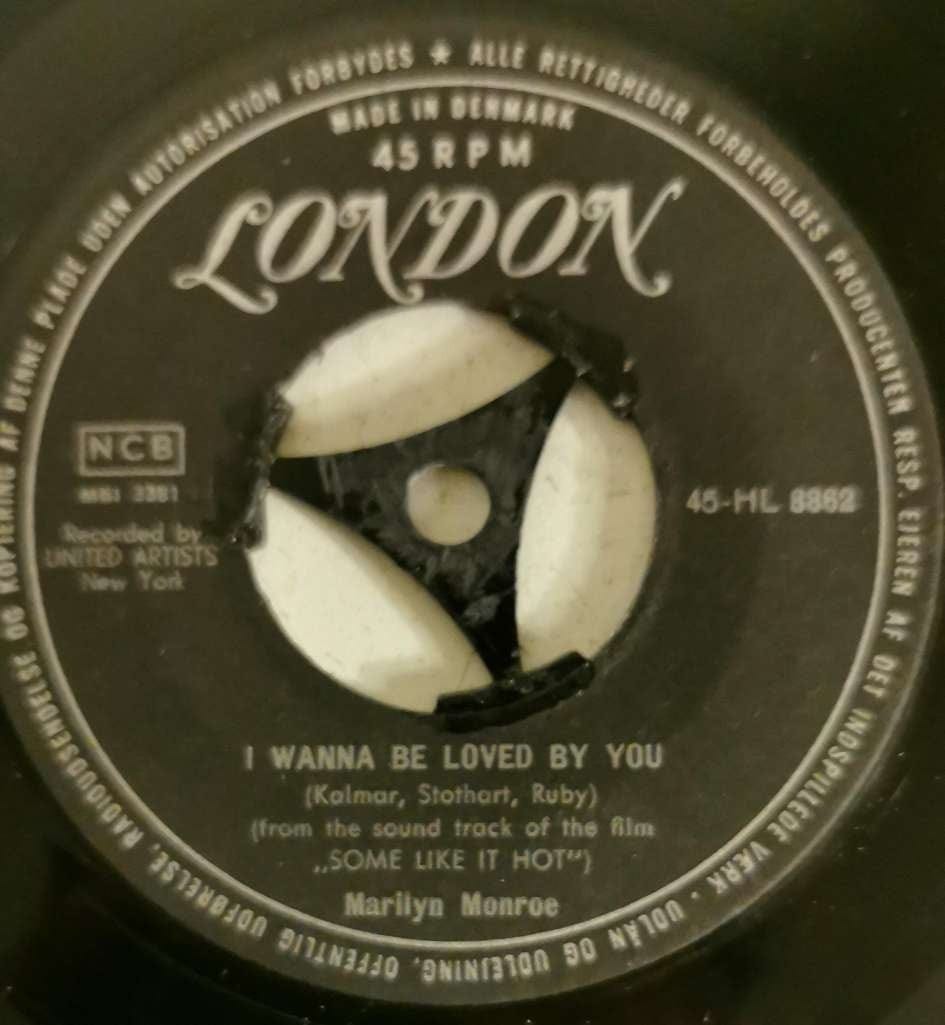 ALLE RETTIGHEDER FORBEHOLDES PRODUCENTEN RESP. EJEREN AF DET INDSPILLEDE VÆRK · UDLÅN OG UDLEJNING, OFFENTLIG UDFØRELSE, RADIOUDSENDELSE OG KOPIERING AF DENNE PLADE UDEN AUTORISATION FORBYDES ★
MADE IN DENMARK
45 RPM
LONDON
NCB
45-HL 8862
Recorded by
UNITED ARTISTS
New York
I WANNA BE LOVED BY YOU
(Kalmar, Stothart, Ruby)
(from the sound track of the film
„SOME LIKE IT HOT“)
Marilyn Monroe